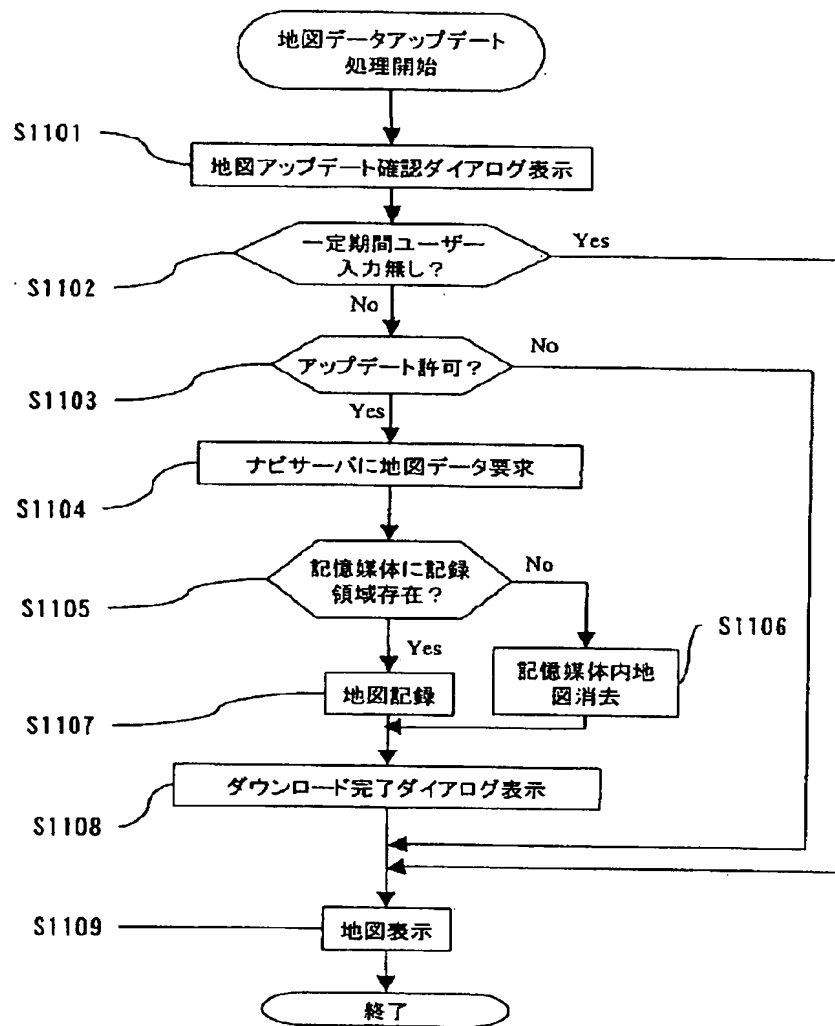 地図データアップデート
処理開始
S1101
地図アップデート確認ダイアログ表示
一定期間ユーザー
入力無し?
Yes
S1102
No
アップデート許可?
No
S1103
Yes
ナビサーバに地図データ要求
S1104
記憶媒体に記録
領域存在?
No
S1105
Yes
S1106
記憶媒体内地
図消去
地図記録
S1107
ダウンロード完了ダイアログ表示
S1108
S1109
地図表示
終了